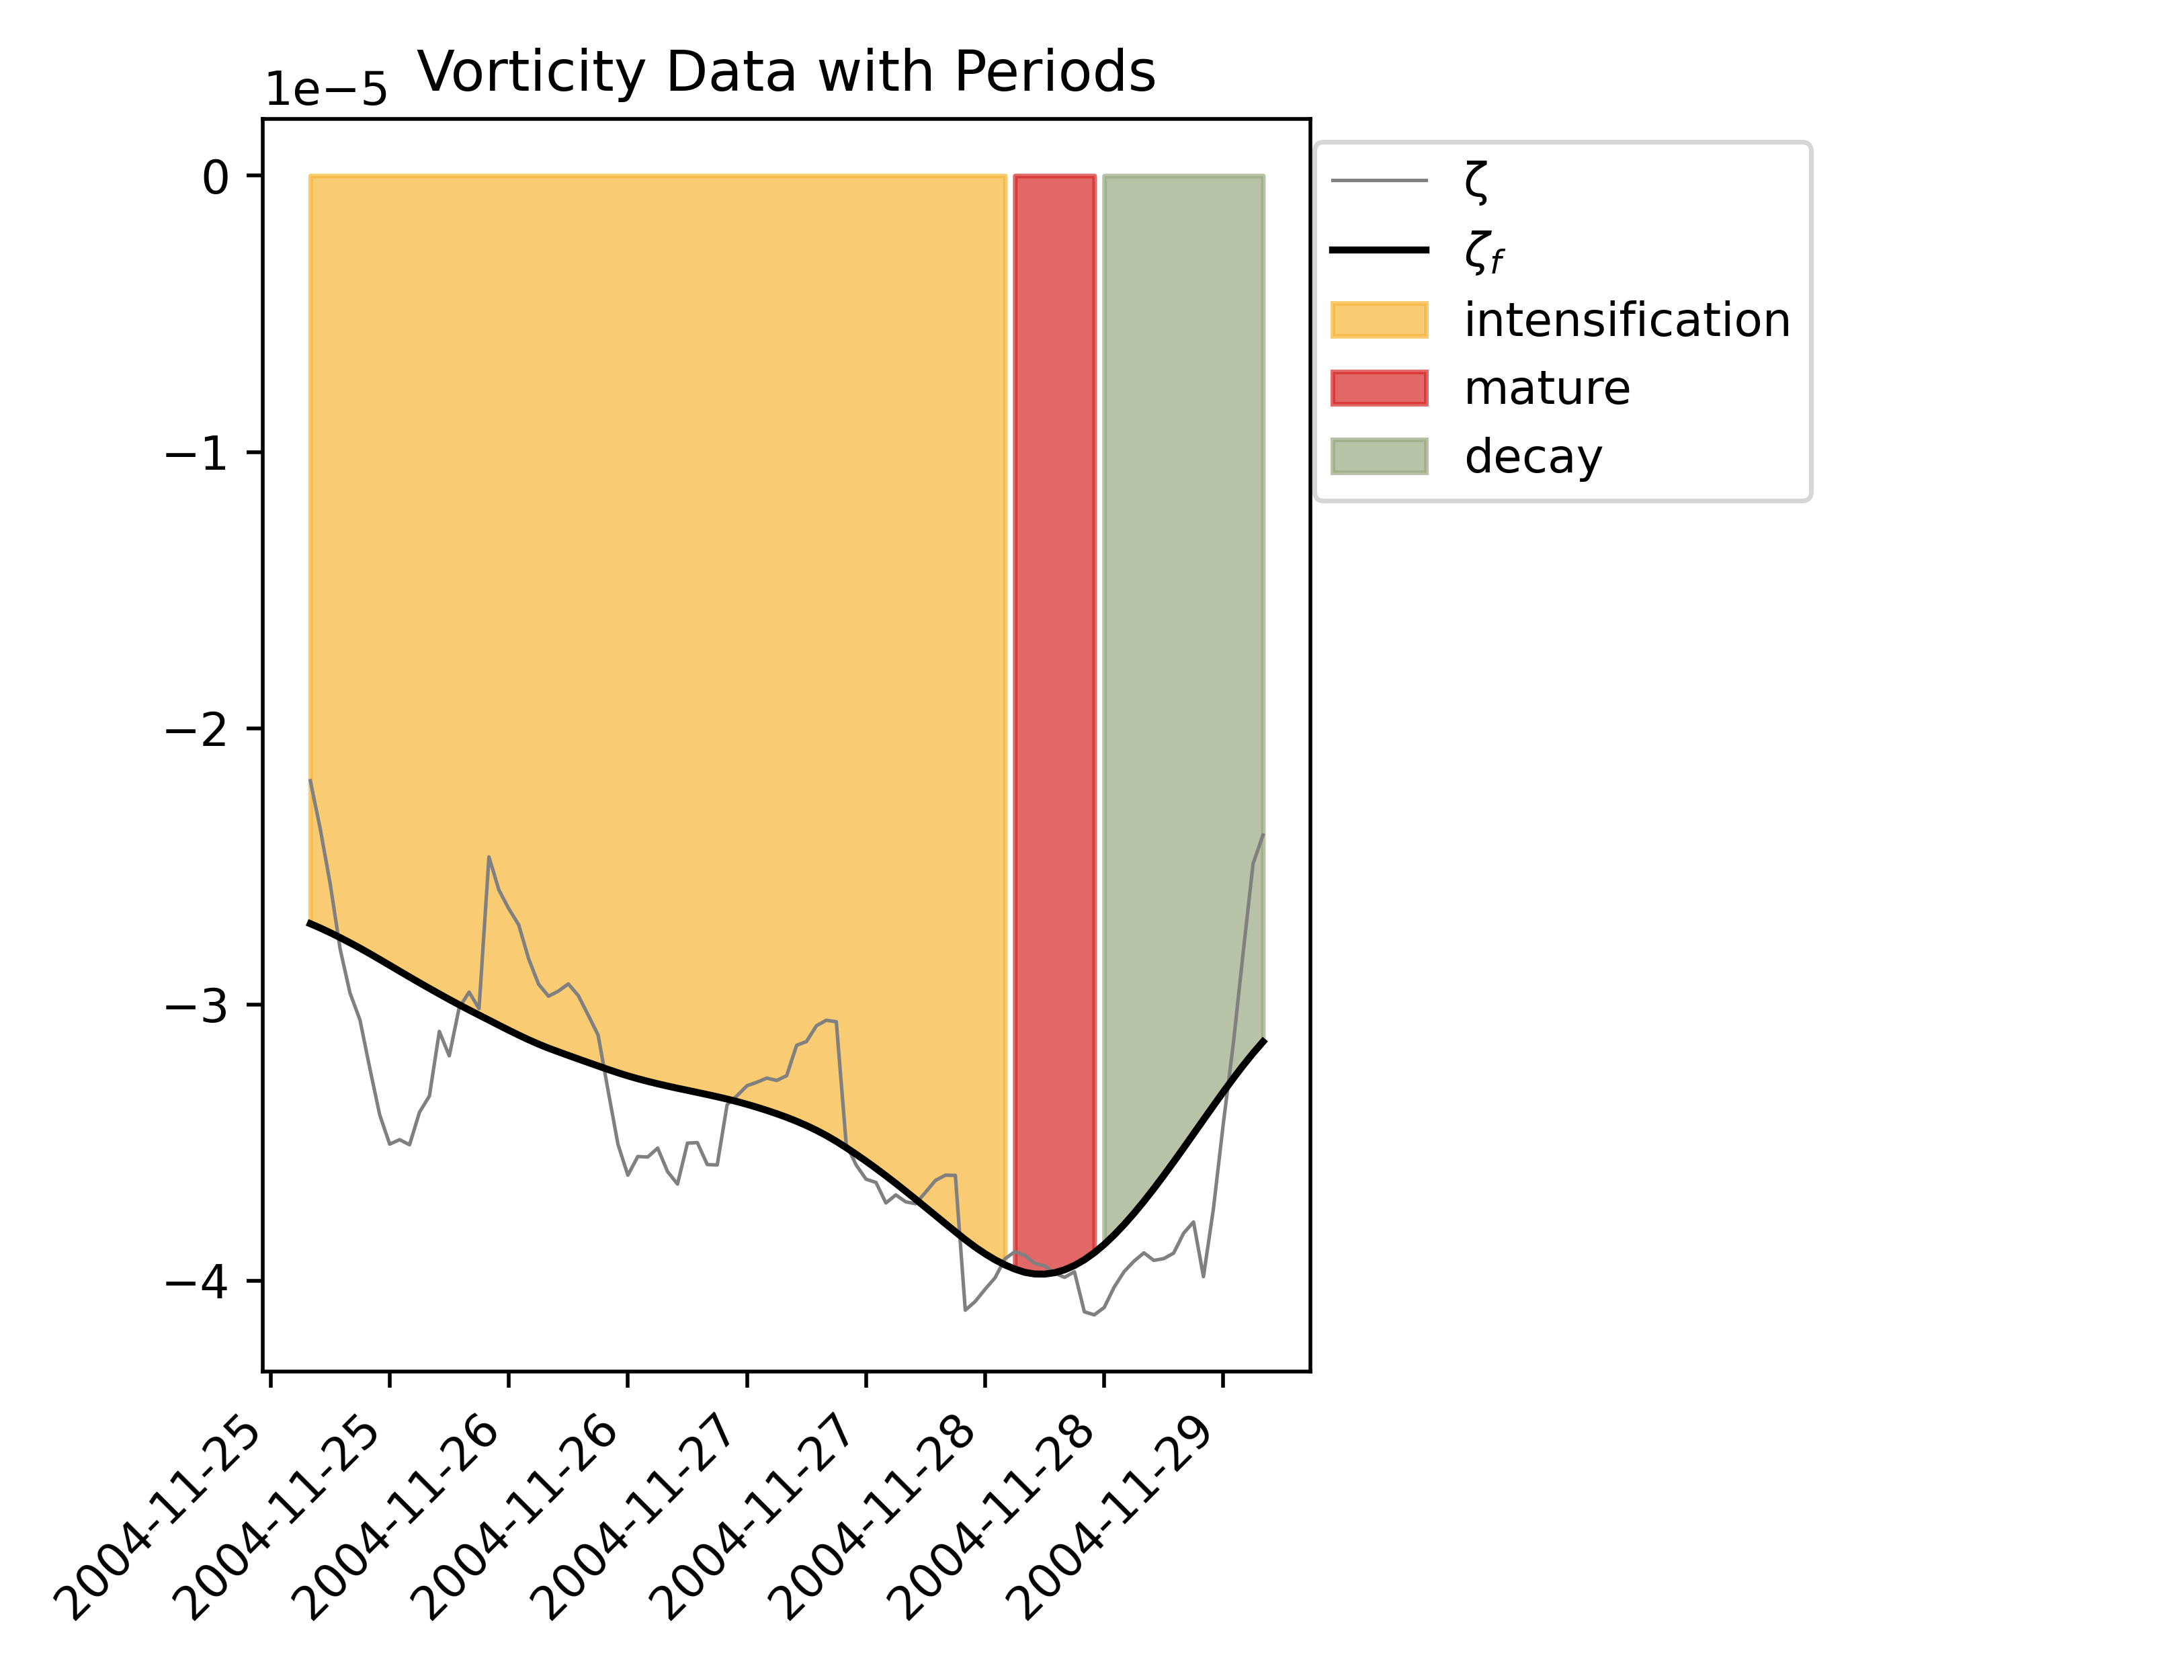 Vorticity Data with Periods
1e−5
0
−1
−2
−3
−4
2004-11-25
2004-11-25
2004-11-26
2004-11-26
2004-11-27
2004-11-27
2004-11-28
2004-11-28
2004-11-29
ζ
ζf
intensification
mature
decay